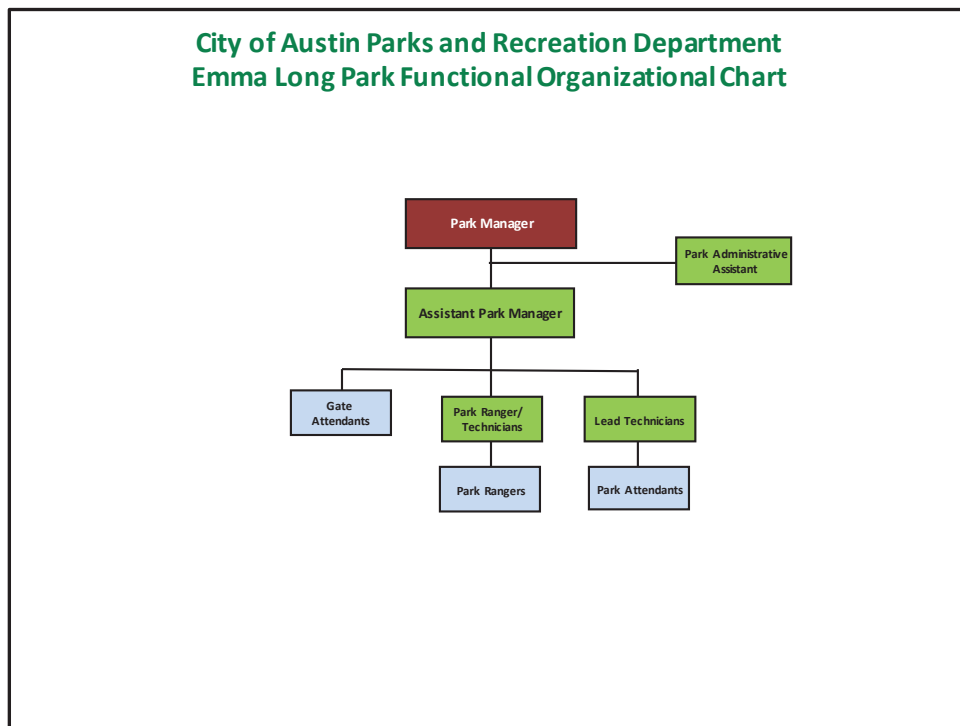 City of Austin Parks and Recreation Department
Emma Long Park Functional Organizational Chart
Park Manager
Park Administrative
Assistant
Assistant Park Manager
Gate
Attendants
Park Ranger/
Technicians
Lead Technicians
Park Rangers
Park Attendants